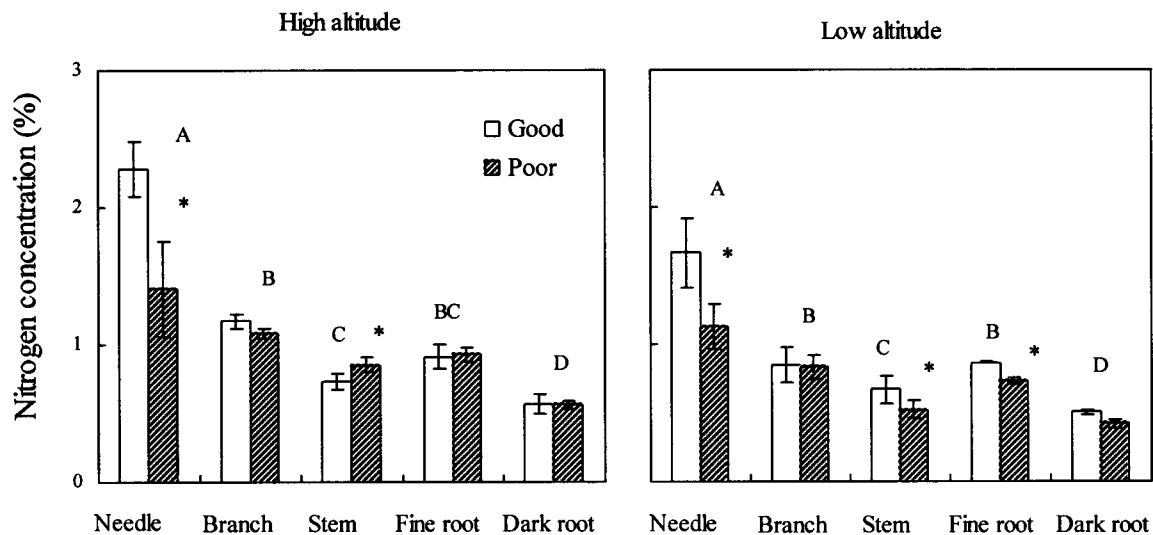 High altitude
Low altitude
Nitrogen concentration (%)
3
2
1
0
Good
Poor
A
*
B
C
*
BC
D
A
*
B
C
*
B
*
D
Needle Branch Stem Fine root Dark root
Needle Branch Stem Fine root Dark root